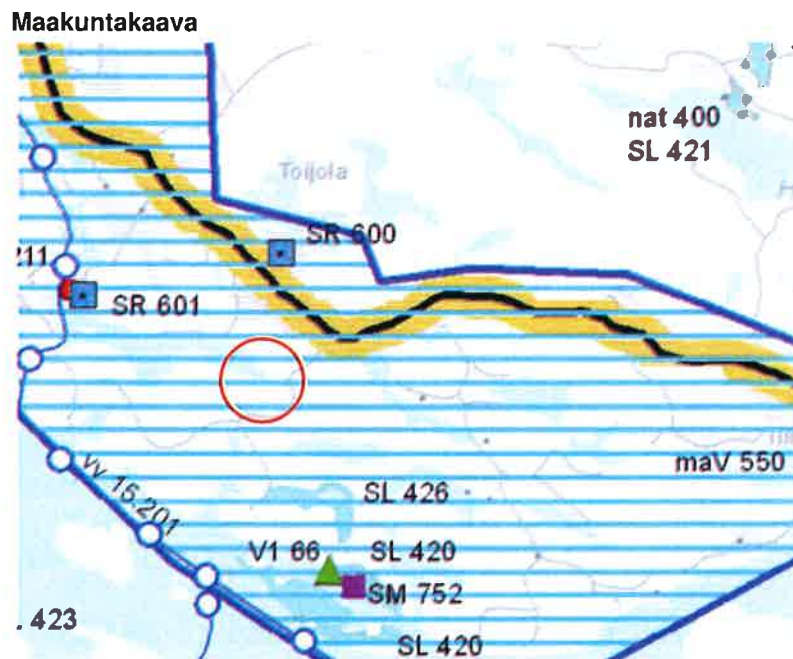 Maakuntakaava
nat 400
SL 421
Toijola
H
SR 600
211
SR 601
maV 550
vv 15.201
SL 426
V1 66
SL 420
SM 752
. 423
SL 420